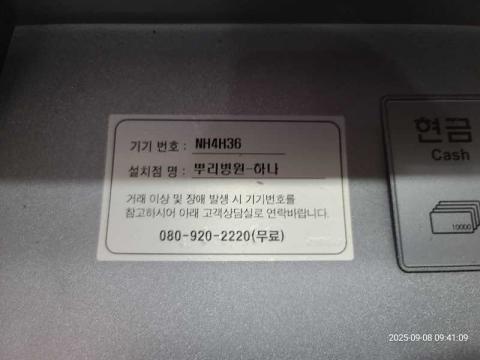 기기 번호 : NH4H36
설치점 명 : 뿌리병원-하나
거래 이상 및 장애 발생 시 기기번호를
참고하시어 아래 고객상담실로 연락바랍니다.
080-920-2220(무료)
현금
Cash
10000
2025-09-08 09:41:09